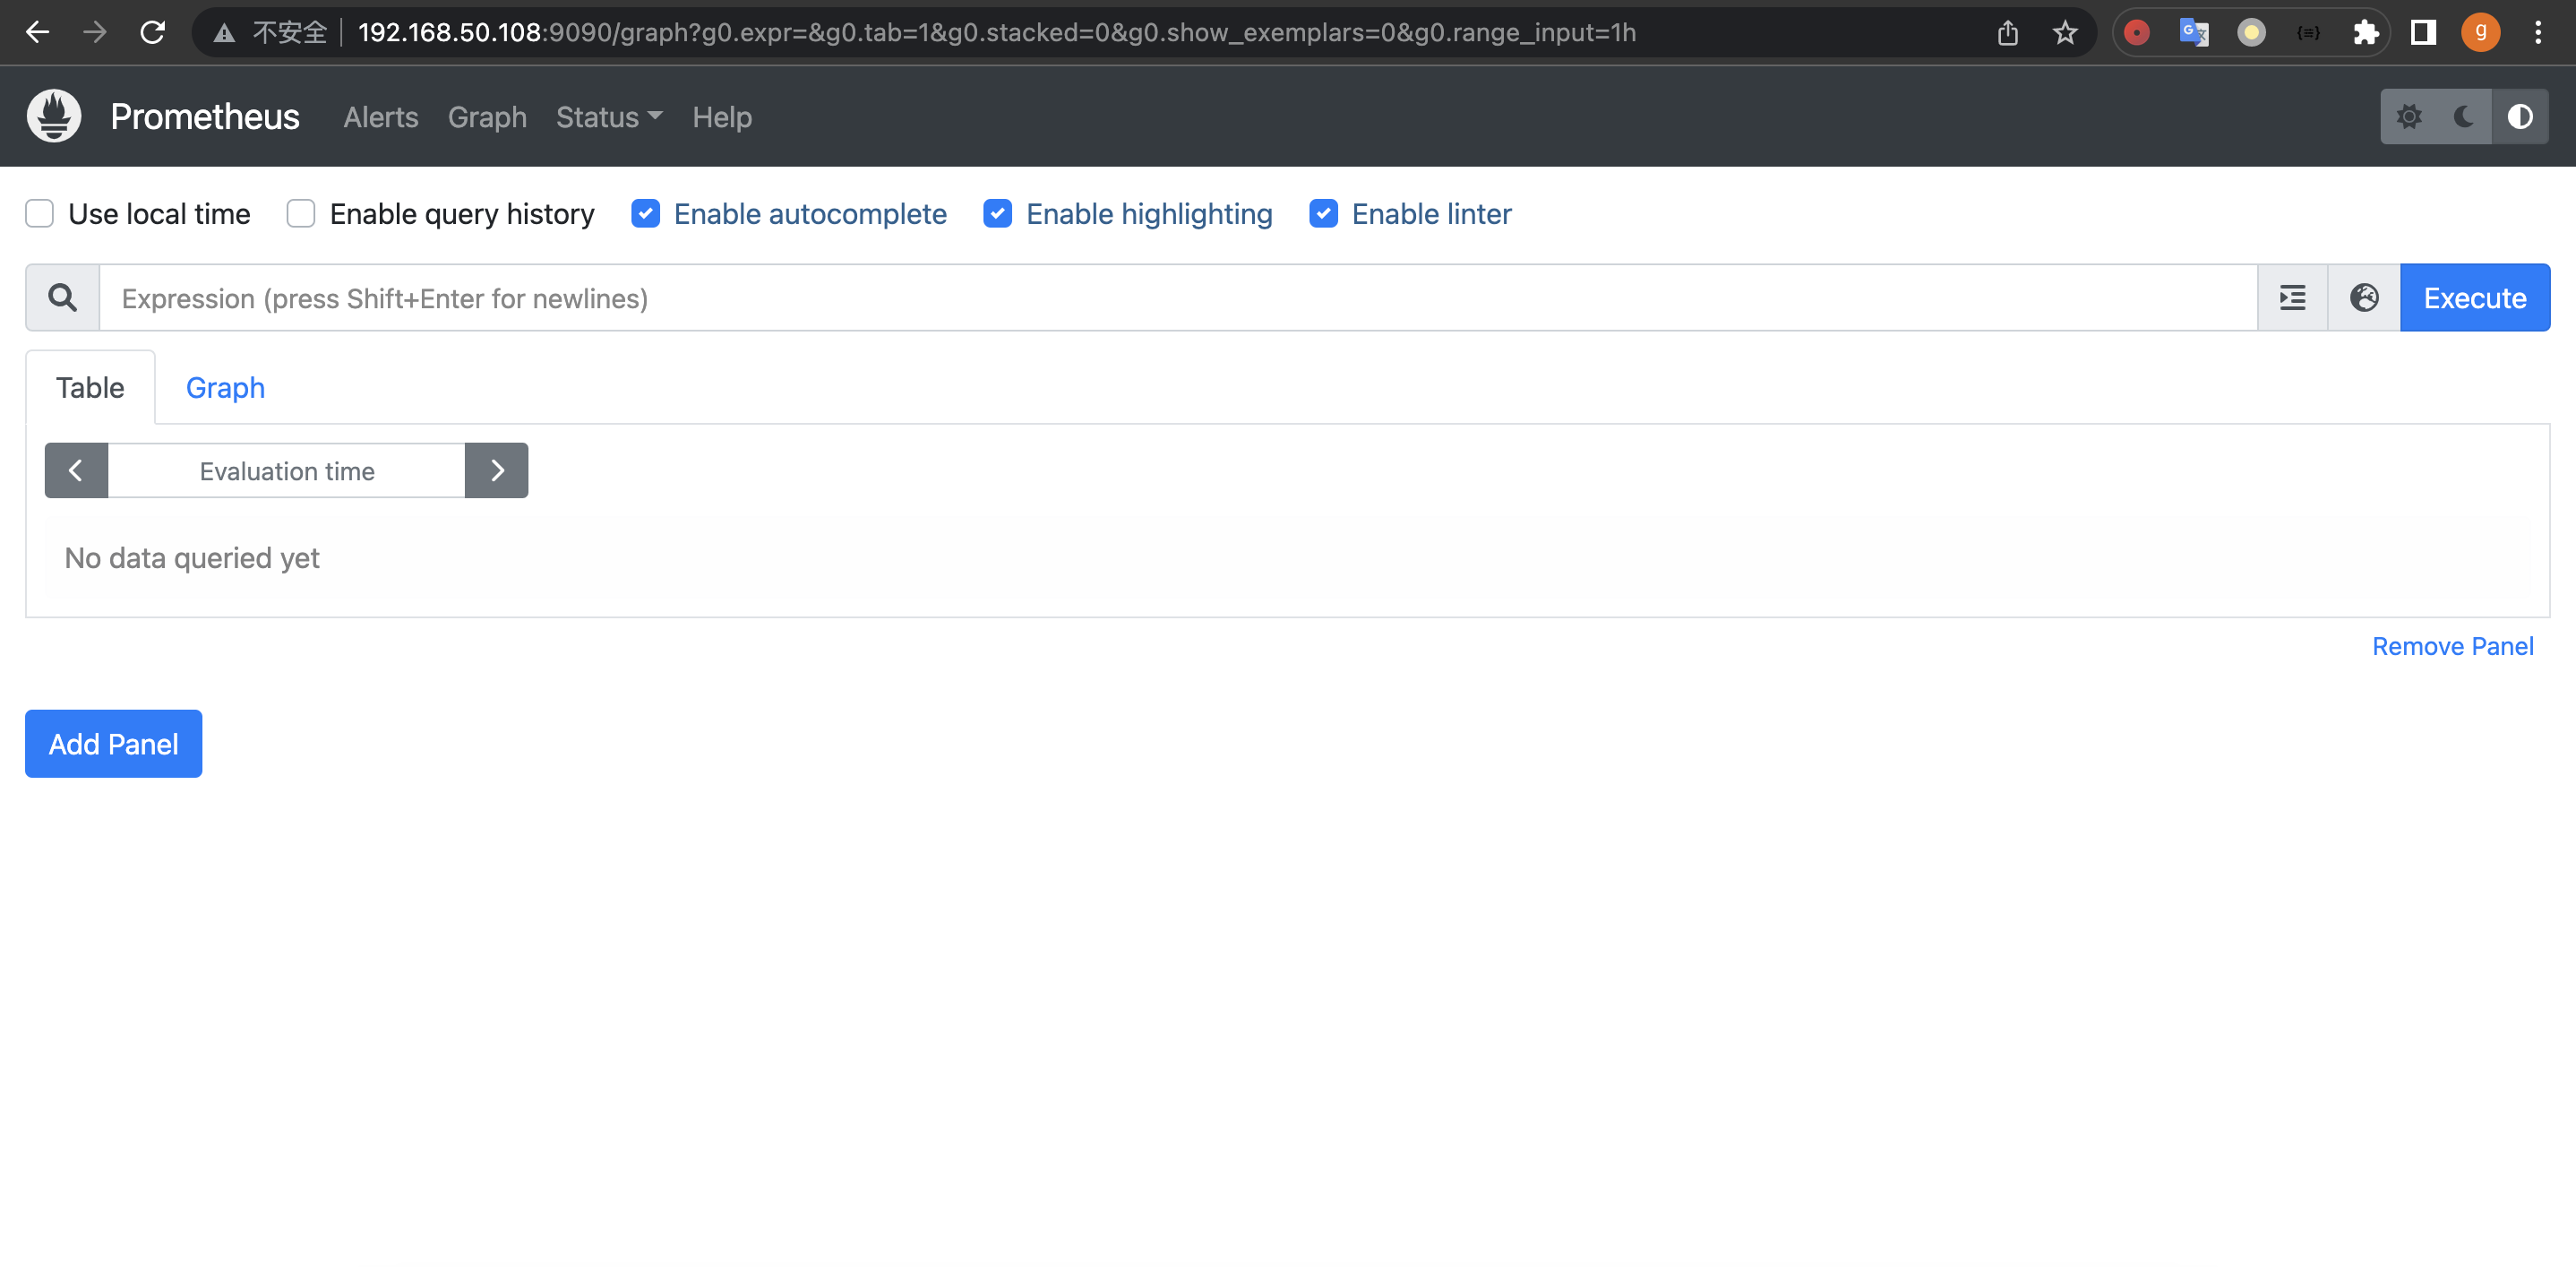 不安全 192.168.50.108:9090/graph?g0.expr=&g0.tab=1&g0.stacked=0&g0.show_exemplars=0&g0.range_input=1h g
Prometheus Alerts Graph Status Help
Use local time Enable query history Enable autocomplete Enable highlighting Enable linter
Expression (press Shift+Enter for newlines) Execute
Table Graph
Evaluation time
No data queried yet
Remove Panel
Add Panel